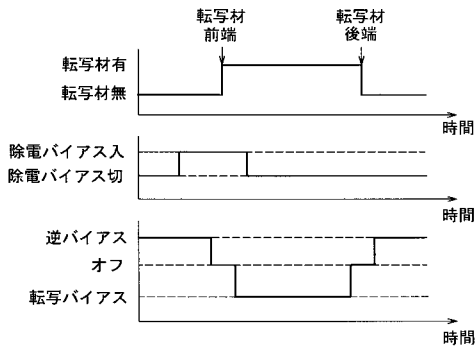 転写材
前端
転写材
後端
転写材有
転写材無
時間
除電バイアス入
除電バイアス切
時間
逆バイアス
オフ
転写バイアス
時間